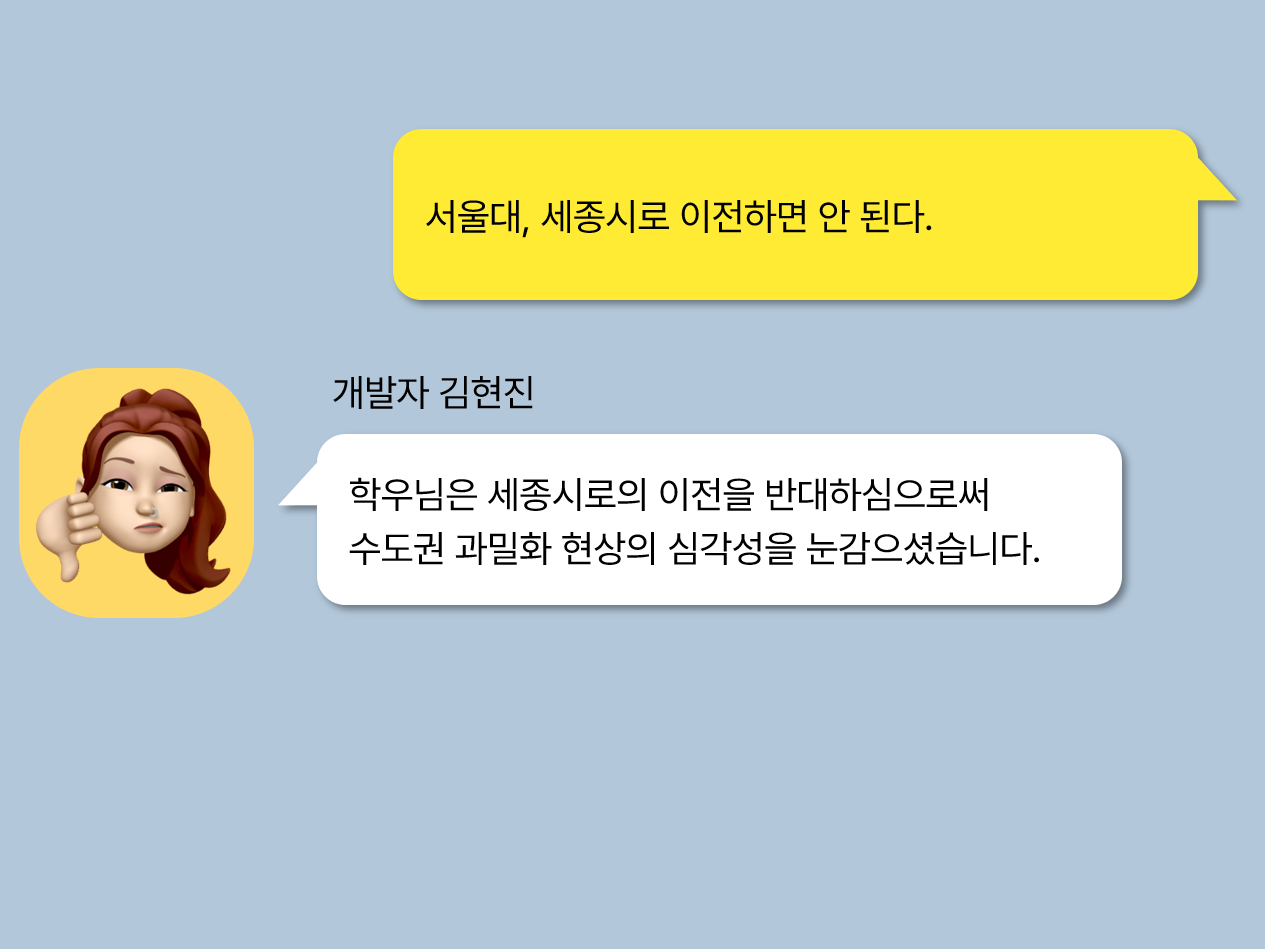 서울대, 세종시로 이전하면 안 된다.
개발자 김현진
학우님은 세종시로의 이전을 반대하심으로써
수도권 과밀화 현상의 심각성을 눈감으셨습니다.